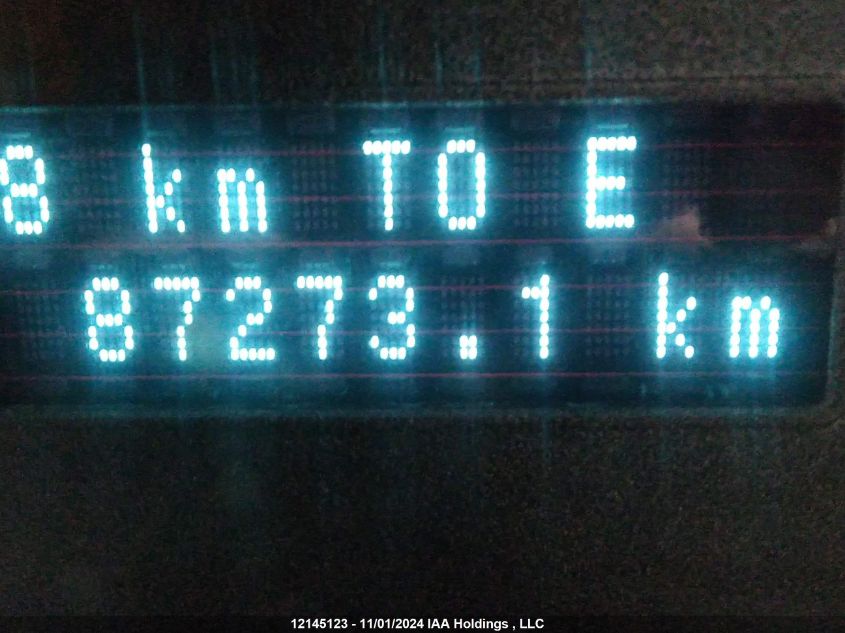 8 km TO E
87273.1 km
12145123 - 11/01/2024 IAA Holdings , LLC